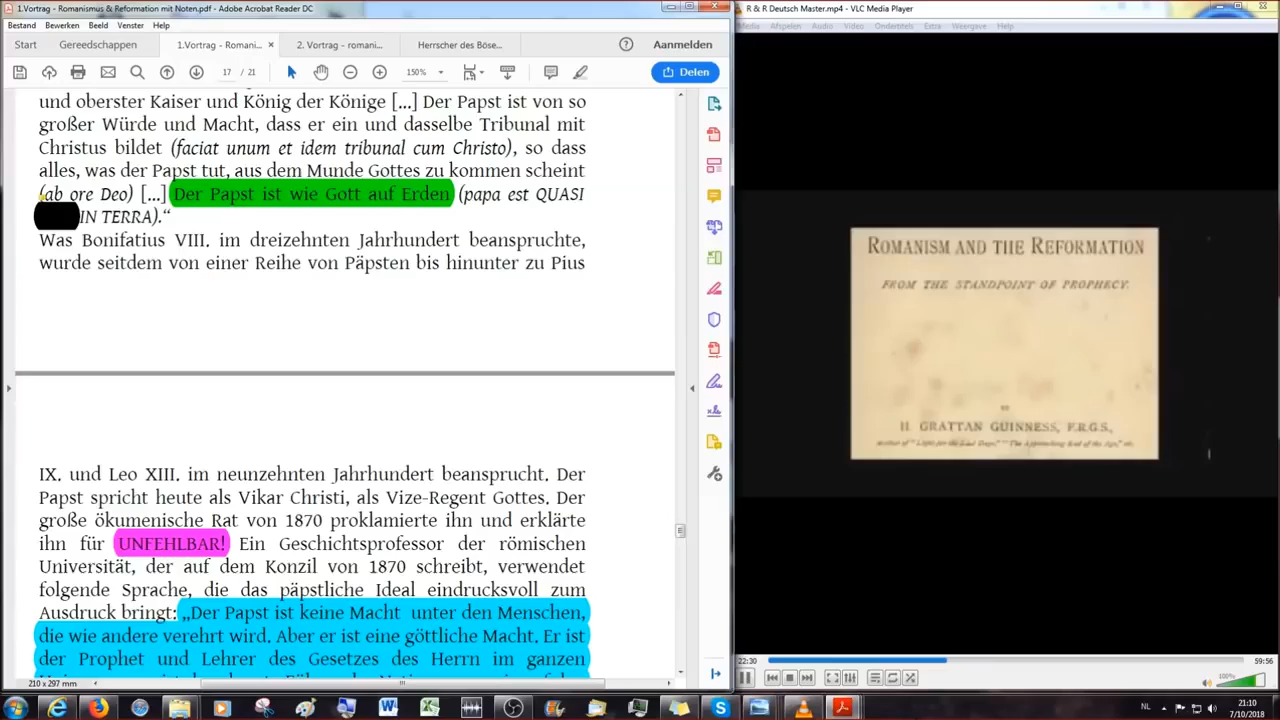 1.Vortrag - Romanismus & Reformation mit Noten.pdf - Adobe Acrobat Reader DC
Bestand Bewerken Beeld Venster Help
Start Gereedschappen 1.Vortrag - Romani... × 2. Vortrag - romani... Herrscher des Böse... Aanmelden
17 / 21 150% Delen
und oberster Kaiser und König der Könige [...] Der Papst ist von so
großer Würde und Macht, dass er ein und dasselbe Tribunal mit
Christus bildet (faciat unum et idem tribunal cum Christo), so dass
alles, was der Papst tut, aus dem Munde Gottes zu kommen scheint
(ab ore Deo) [...] Der Papst ist wie Gott auf Erden (papa est QUASI
IN TERRA).“
Was Bonifatius VIII. im dreizehnten Jahrhundert beanspruchte,
wurde seitdem von einer Reihe von Päpsten bis hinunter zu Pius
IX. und Leo XIII. im neunzehnten Jahrhundert beansprucht. Der
Papst spricht heute als Vikar Christi, als Vize-Regent Gottes. Der
große ökumenische Rat von 1870 proklamierte ihn und erklärte
ihn für UNFEHLBAR! Ein Geschichtsprofessor der römischen
Universität, der auf dem Konzil von 1870 schreibt, verwendet
folgende Sprache, die das päpstliche Ideal eindrucksvoll zum
Ausdruck bringt: „Der Papst ist keine Macht unter den Menschen,
die wie andere verehrt wird. Aber er ist eine göttliche Macht. Er ist
der Prophet und Lehrer des Gesetzes des Herrn im ganzen
210 x 297 mm
R & R Deutsch Master.mp4 - VLC Media Player
Media Afspelen Audio Video Ondertitels Extra Weergave Help
ROMANISM AND THE REFORMATION
FROM THE STANDPOINT OF PROPHECY.
BY
H. GRATTAN GUINNESS, F.R.G.S.,
22:30 59:56
100%
NL 21:10
7/10/2018